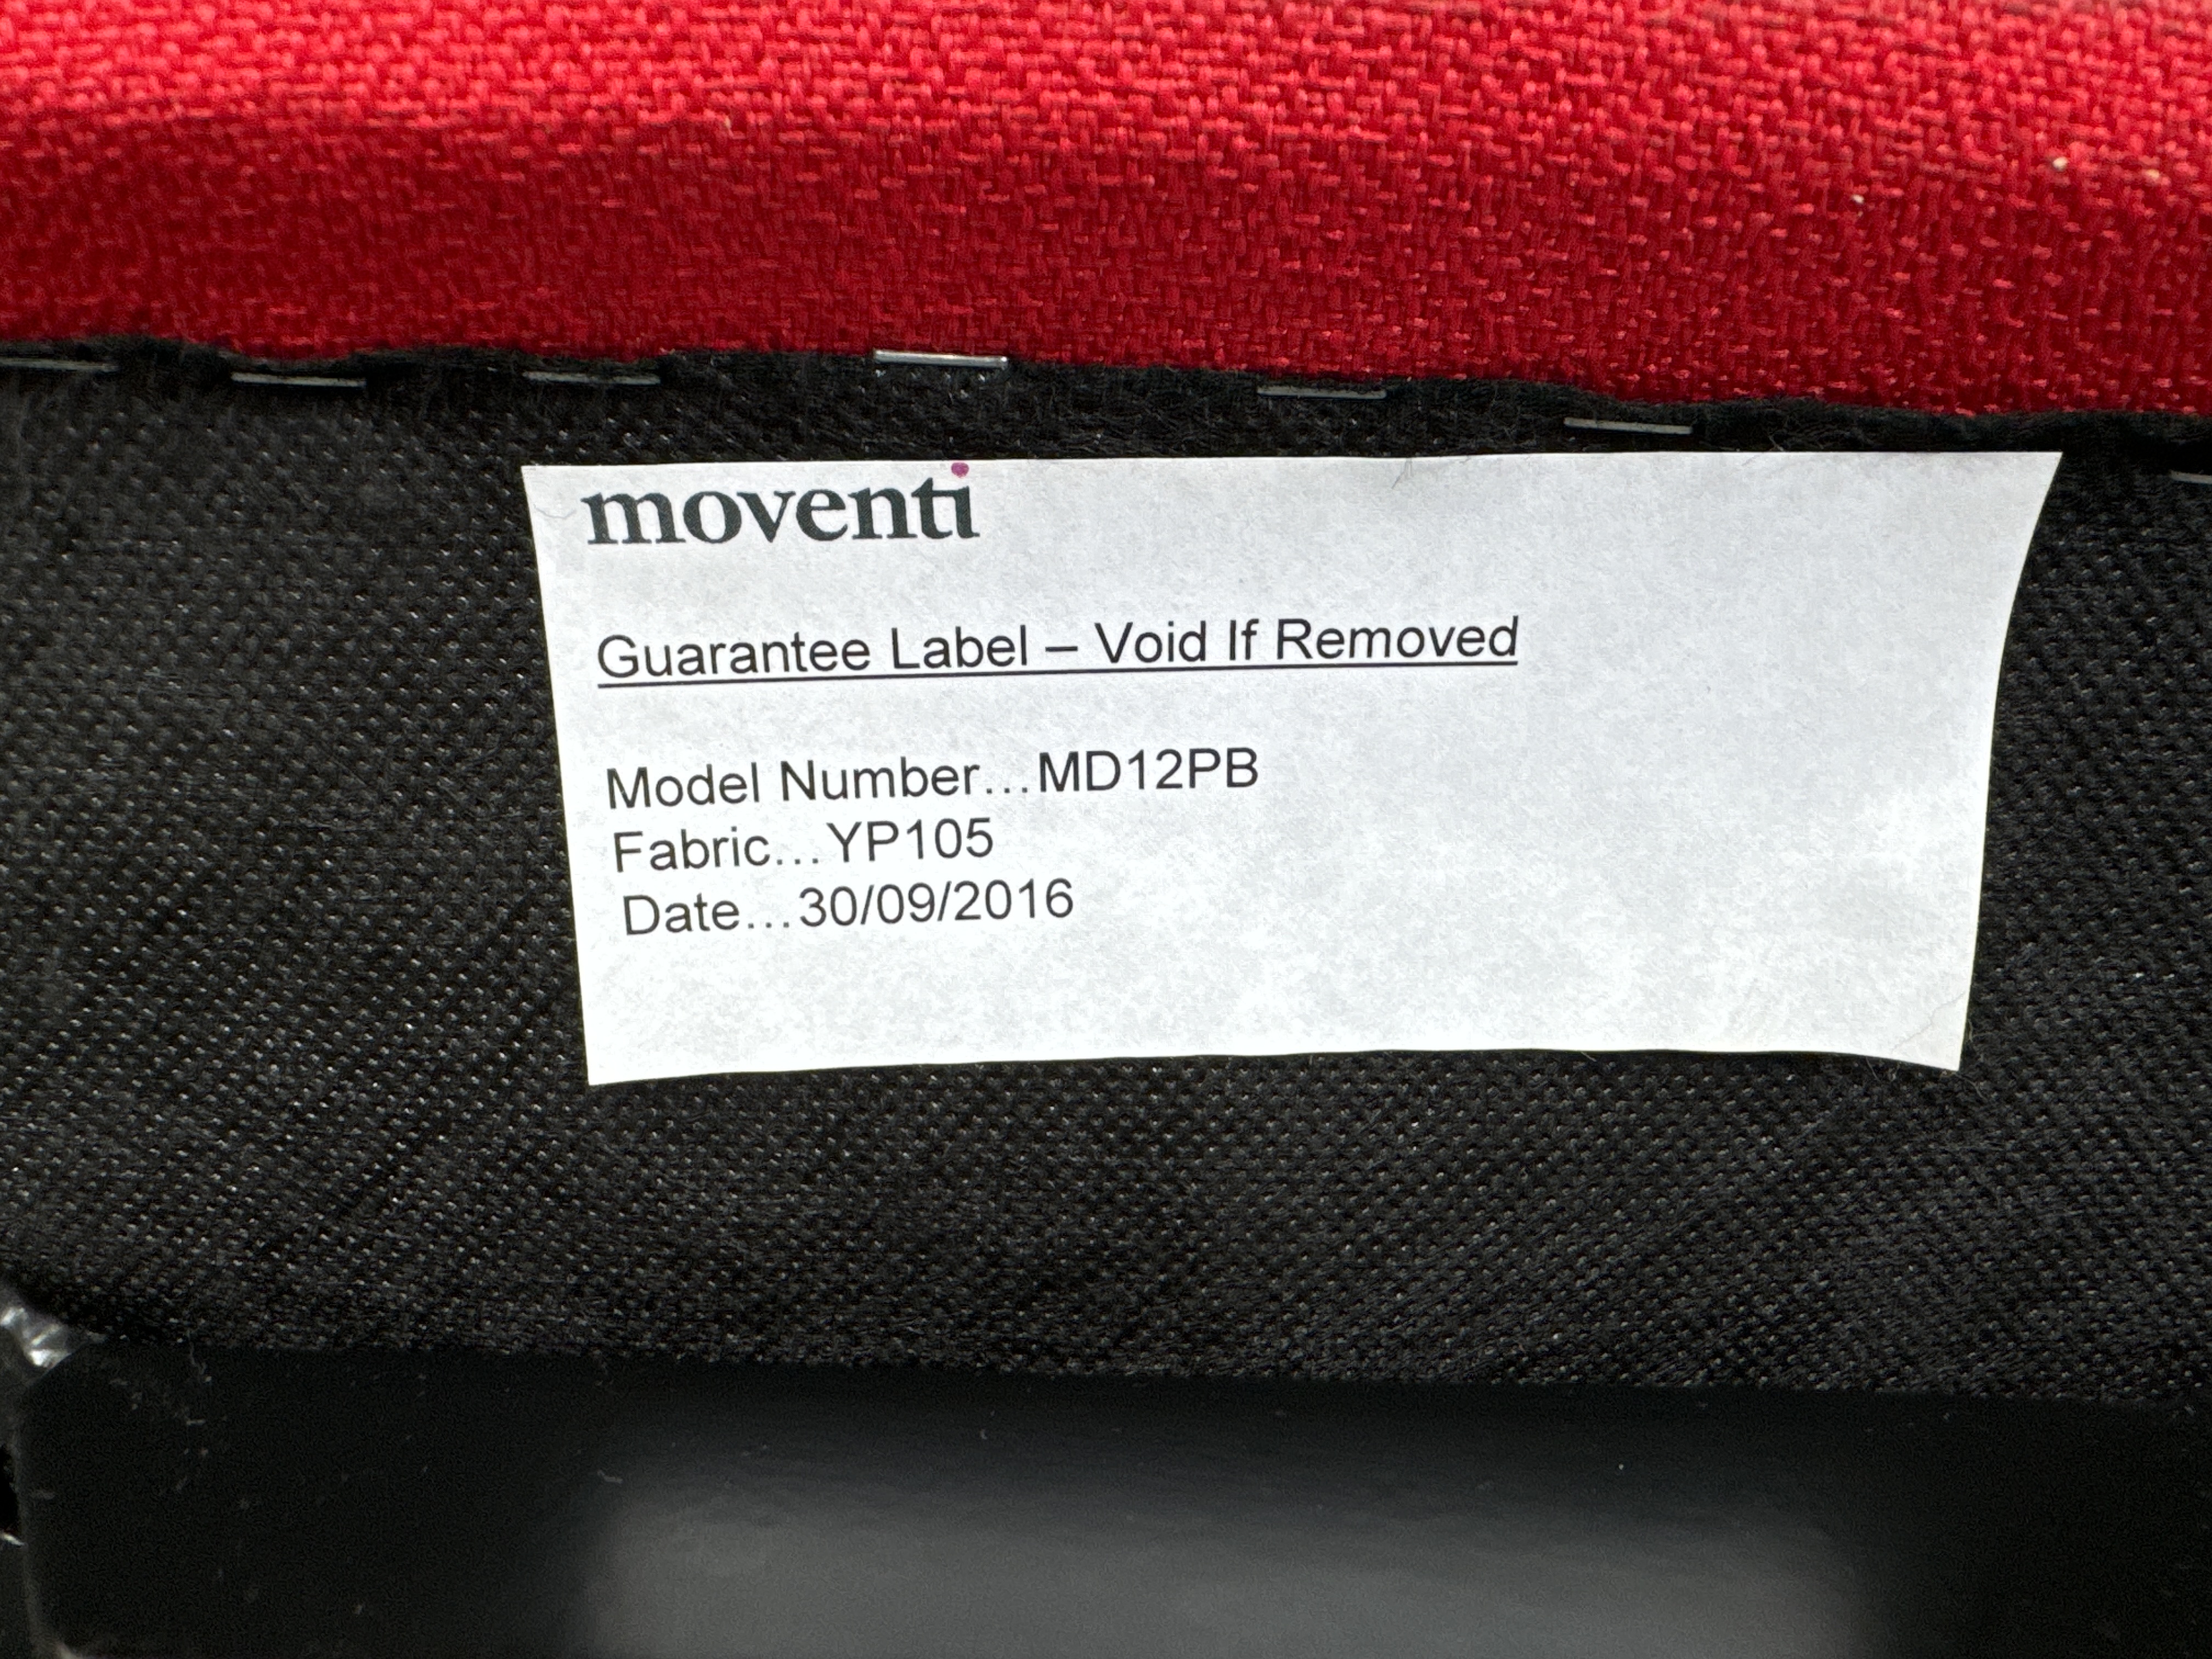 moventi
Guarantee Label – Void If Removed
Model Number…MD12PB
Fabric…YP105
Date…30/09/2016